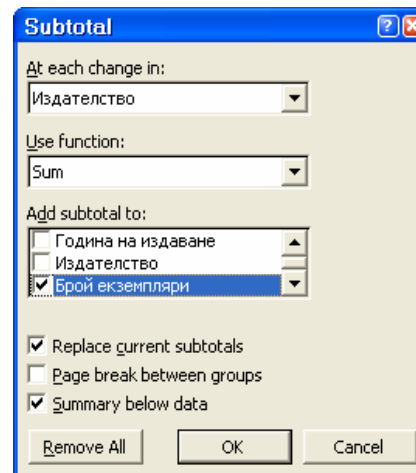 Subtotal
At each change in:
Издателство
Use function:
Sum
Add subtotal to:
Година на издаване
Издателство
Брой екземпляри
Replace current subtotals
Page break between groups
Summary below data
Remove All OK Cancel